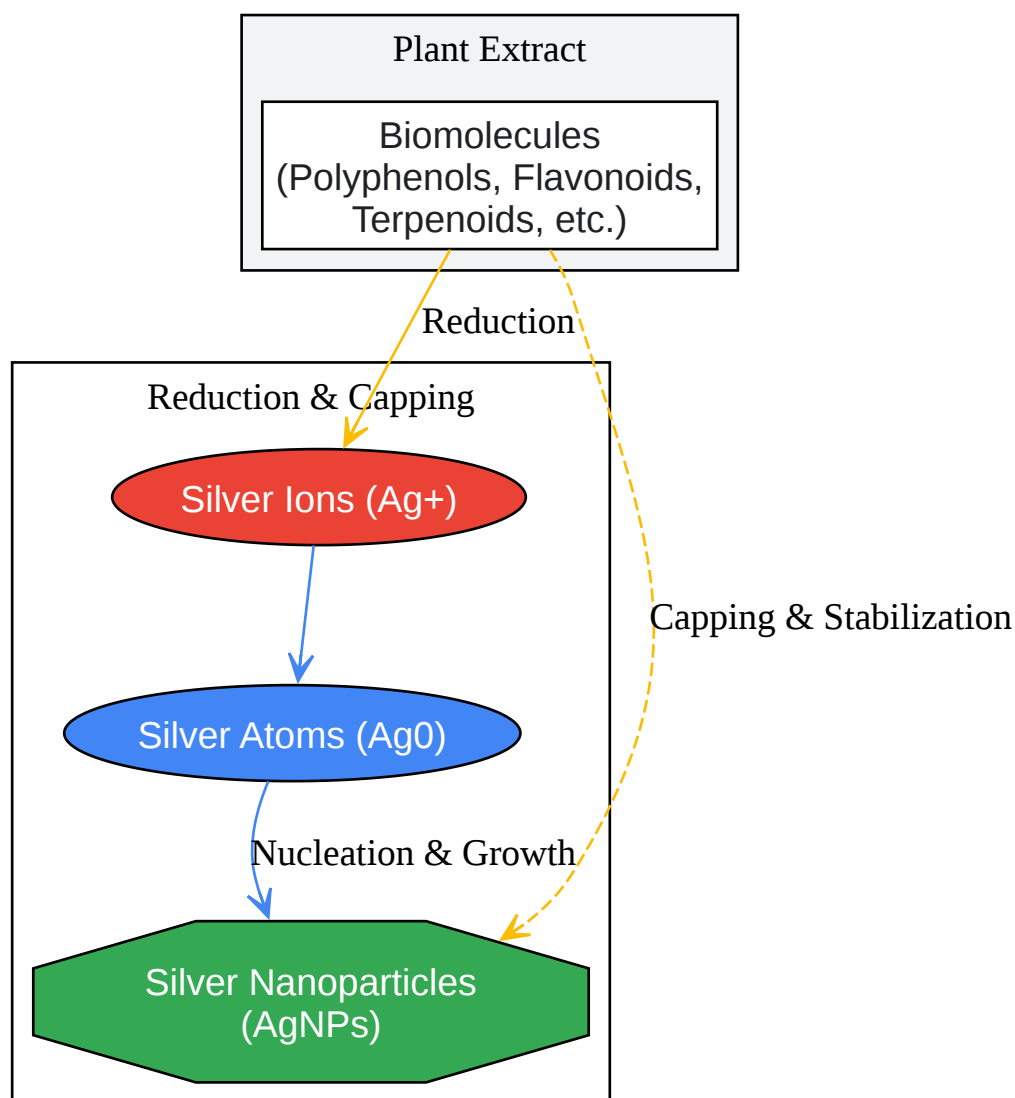 Plant Extract
Biomolecules
(Polyphenols, Flavonoids,
Terpenoids, etc.)
Reduction
Reduction & Capping
Silver Ions (Ag+)
Capping & Stabilization
Silver Atoms (Ag0)
Nucleation & Growth
Silver Nanoparticles
(AgNPs)